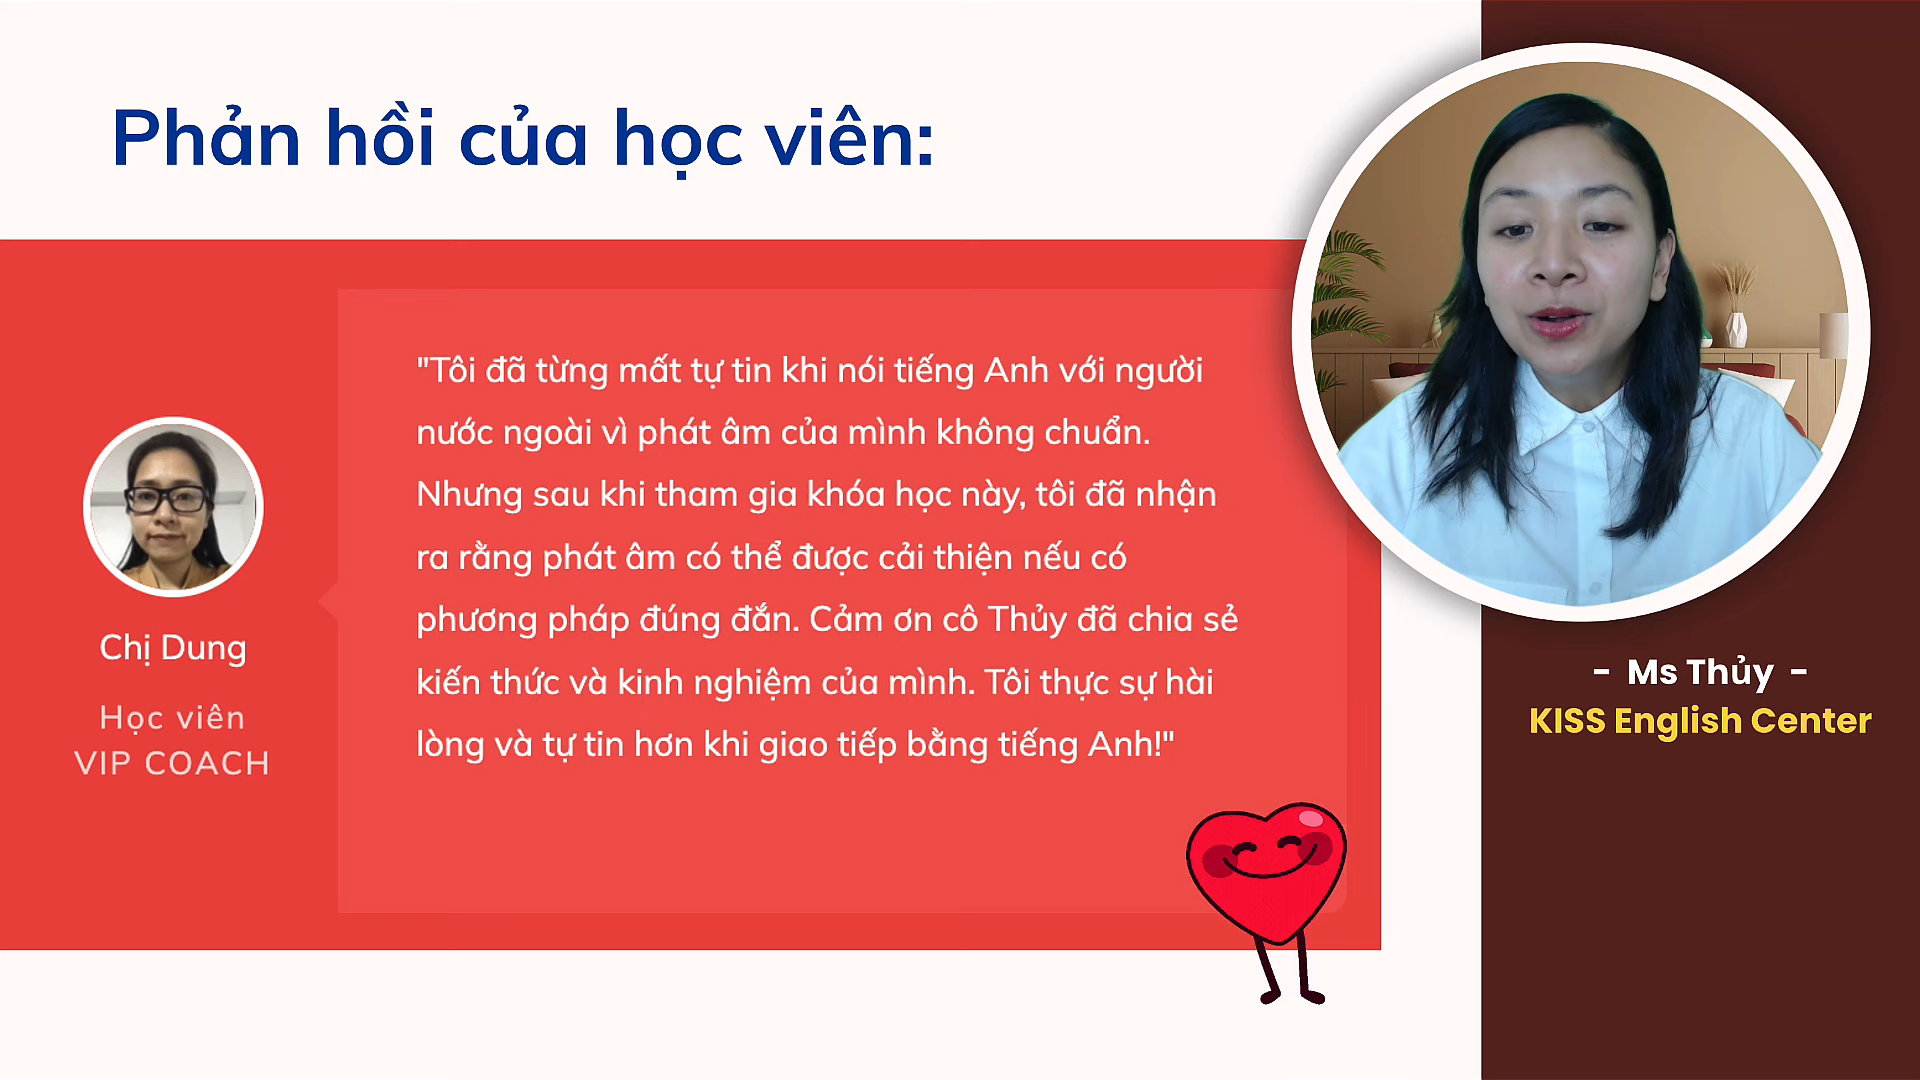 Phản hồi của học viên:
"Tôi đã từng mất tự tin khi nói tiếng Anh với người
nước ngoài vì phát âm của mình không chuẩn.
Nhưng sau khi tham gia khóa học này, tôi đã nhận
ra rằng phát âm có thể được cải thiện nếu có
phương pháp đúng đắn. Cảm ơn cô Thủy đã chia sẻ
kiến thức và kinh nghiệm của mình. Tôi thực sự hài
lòng và tự tin hơn khi giao tiếp bằng tiếng Anh!"
Chị Dung
Học viên
VIP COACH
- Ms Thủy -
KISS English Center